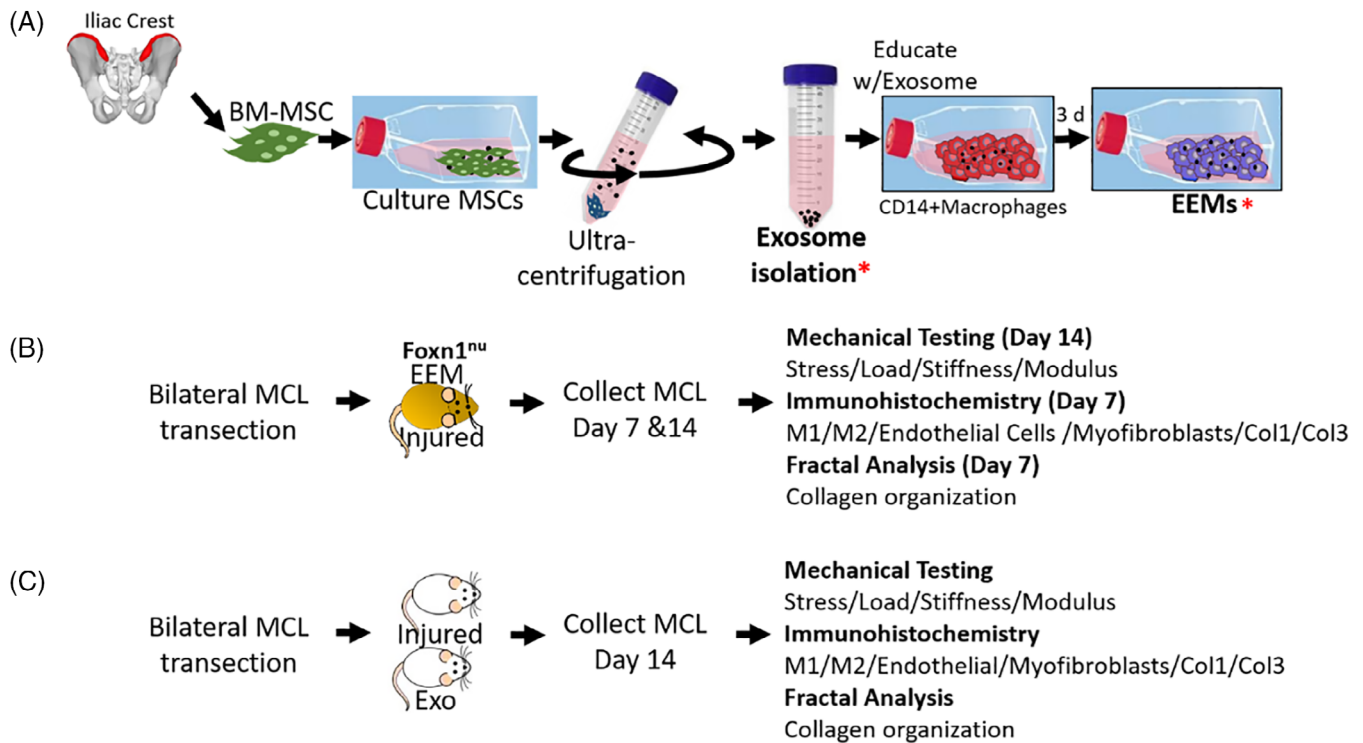 (A)
Iliac Crest
BM-MSC
Culture MSCs
Ultra-
centrifugation
Exosome
isolation*
Educate
w/Exosome
CD14+Macrophages
3 d
EEMs*
(B)
Bilateral MCL
transection
Foxn1ⁿᵘ
EEM
Injured
Collect MCL
Day 7 &14
Mechanical Testing (Day 14)
Stress/Load/Stiffness/Modulus
Immunohistochemistry (Day 7)
M1/M2/Endothelial Cells /Myofibroblasts/Col1/Col3
Fractal Analysis (Day 7)
Collagen organization
(C)
Bilateral MCL
transection
Injured
Exo
Collect MCL
Day 14
Mechanical Testing
Stress/Load/Stiffness/Modulus
Immunohistochemistry
M1/M2/Endothelial/Myofibroblasts/Col1/Col3
Fractal Analysis
Collagen organization